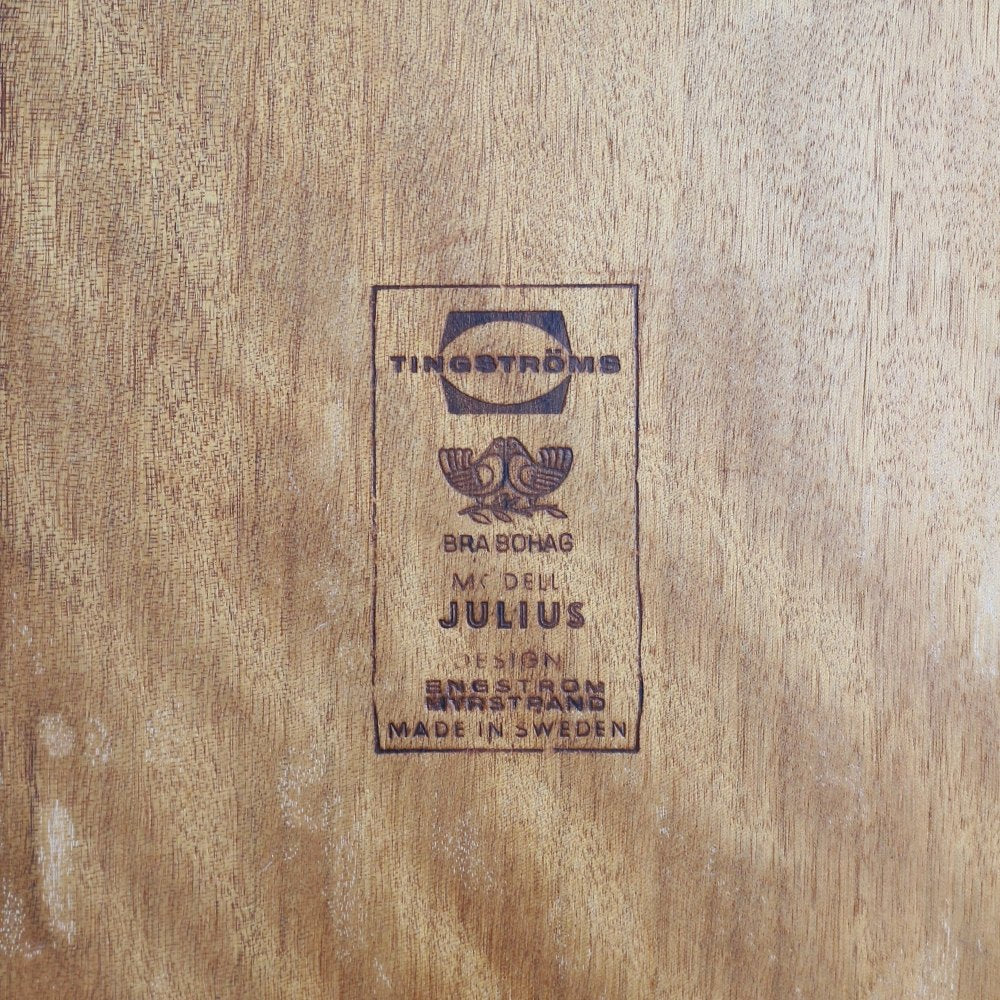 TINGSTRÖMS
BRA BOHAG
MODELL
JULIUS
DESIGN
ENGSTRÖM
MYRSTRAND
MADE IN SWEDEN